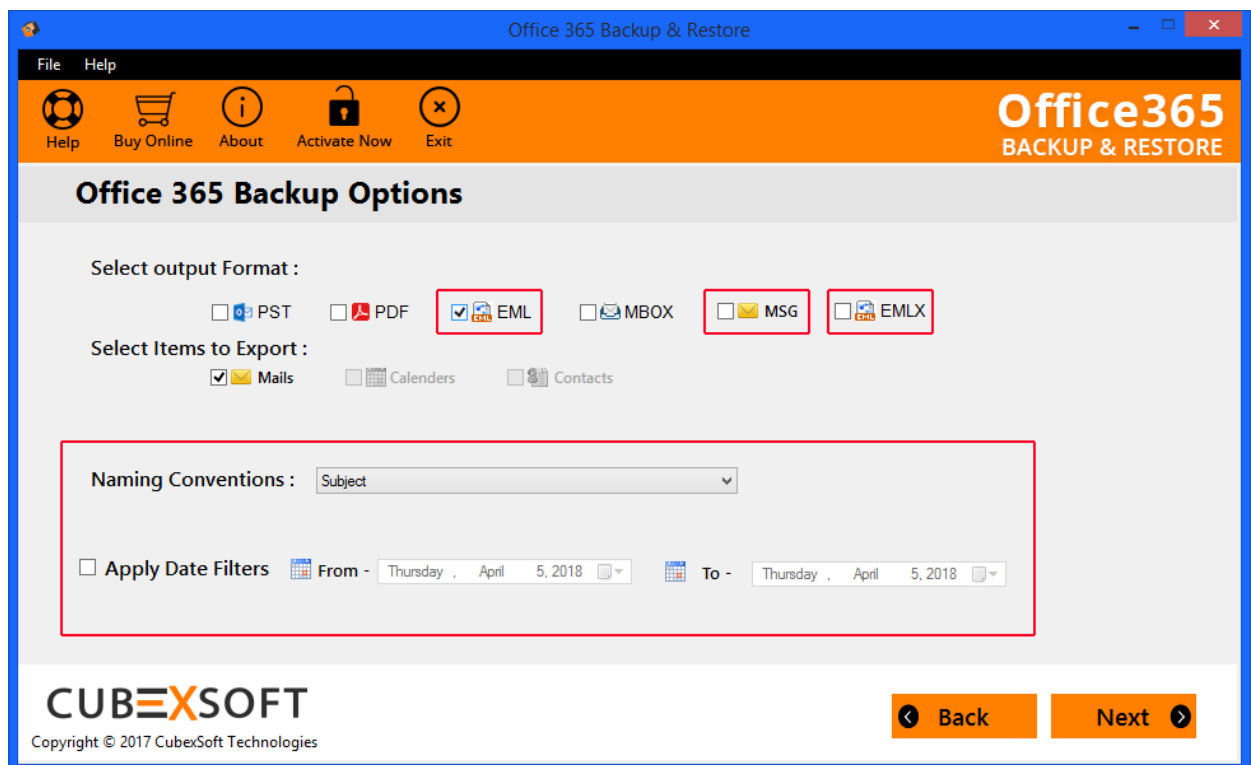 Office 365 Backup & Restore
File Help
Help Buy Online About Activate Now Exit
Office365
BACKUP & RESTORE
Office 365 Backup Options
Select output Format :
PST PDF EML MBOX MSG EMLX
Select Items to Export :
Mails Calenders Contacts
Naming Conventions : Subject
Apply Date Filters From - Thursday , April 5, 2018 To - Thursday , April 5, 2018
CUBEXSOFT
Copyright © 2017 CubexSoft Technologies
Back Next